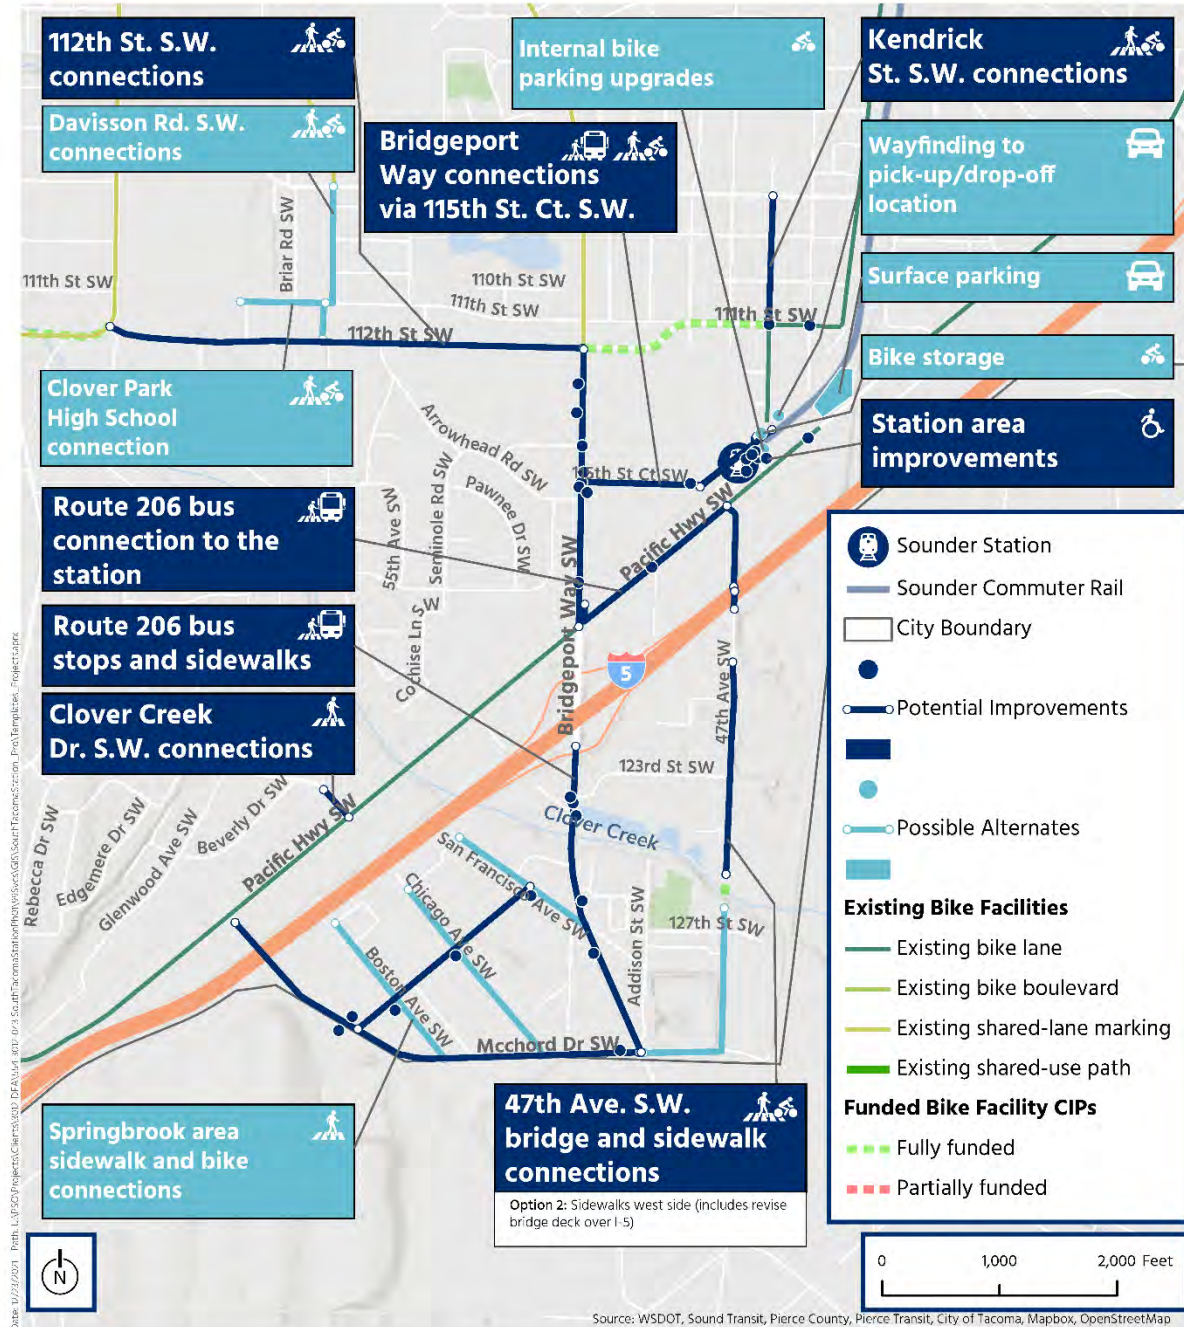 112th St. S.W.
connections
Davisson Rd. S.W.
connections
Internal bike
parking upgrades
Bridgeport
Way connections
via 115th St. Ct. S.W.
Kendrick
St. S.W. connections
Wayfinding to
pick-up/drop-off
location
Surface parking
Bike storage
Station area
improvements
Clover Park
High School
connection
Route 206 bus
connection to the
station
Route 206 bus
stops and sidewalks
Clover Creek
Dr. S.W. connections
Springbrook area
sidewalk and bike
connections
47th Ave. S.W.
bridge and sidewalk
connections
Option 2: Sidewalks west side (includes revise
bridge deck over I-5)
111th St SW
Briar Rd SW
110th St SW
111th St SW
112th St SW
111th St SW
Arrowhead Rd SW
115th St Ct SW
Seminole Rd SW
Pawnee Dr SW
55th Ave SW
Cochise Ln SW
Pacific Hwy SW
Bridgeport Way SW
5
47th Ave SW
123rd St SW
Clover Creek
Pacific Hwy SW
Rebecca Dr SW
Edgemere Dr SW
Glenwood Ave SW
Beverly Dr SW
San Francisco Ave SW
Chicago Ave SW
Boston Ave SW
Addison St SW
127th St SW
Mcchord Dr SW
Sounder Station
Sounder Commuter Rail
City Boundary
Potential Improvements
Possible Alternates
Existing Bike Facilities
Existing bike lane
Existing bike boulevard
Existing shared-lane marking
Existing shared-use path
Funded Bike Facility CIPs
Fully funded
Partially funded
N
0 1,000 2,000 Feet
Source: WSDOT, Sound Transit, Pierce County, Pierce Transit, City of Tacoma, Mapbox, OpenStreetMap